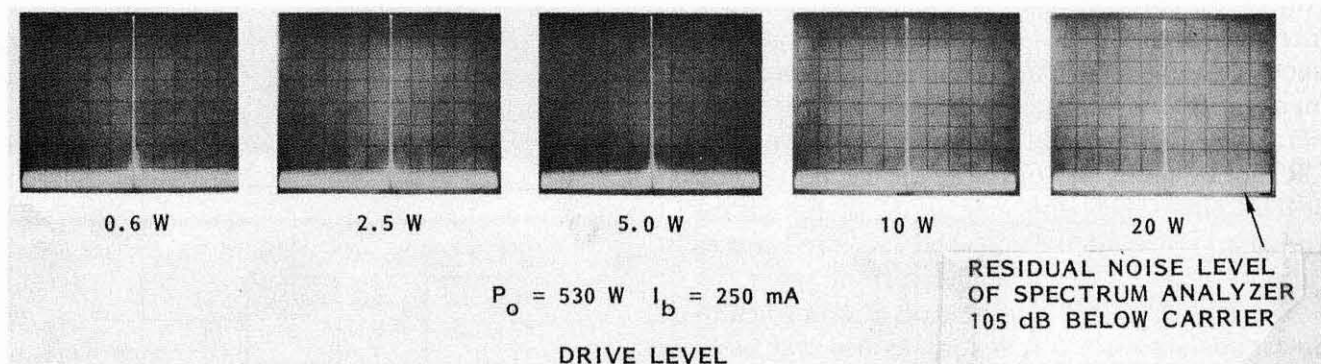 0.6 W
2.5 W
5.0 W
10 W
20 W
RESIDUAL NOISE LEVEL
OF SPECTRUM ANALYZER
105 dB BELOW CARRIER
P_o = 530 W I_b = 250 mA
DRIVE LEVEL